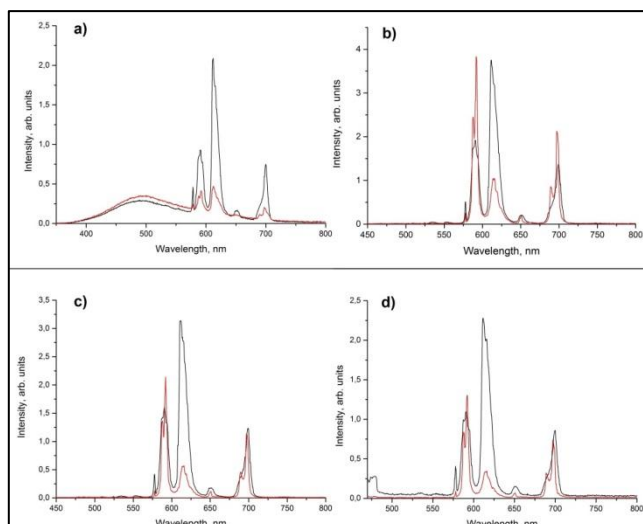 a)
2,5
2,0
1,5
1,0
0,5
0,0
Intensity, arb. units
400 500 600 700 800
Wavelength, nm
b)
4
3
2
1
0
Intensity, arb. units
450 500 550 600 650 700 750 800
Wavelength, nm
c)
3,5
3,0
2,5
2,0
1,5
1,0
0,5
0,0
Intensity, arb. units
450 500 550 600 650 700 750 800
Wavelength, nm
d)
2,5
2,0
1,5
1,0
0,5
0,0
Intensity, arb. units
500 550 600 650 700 750 800
Wavelength, nm